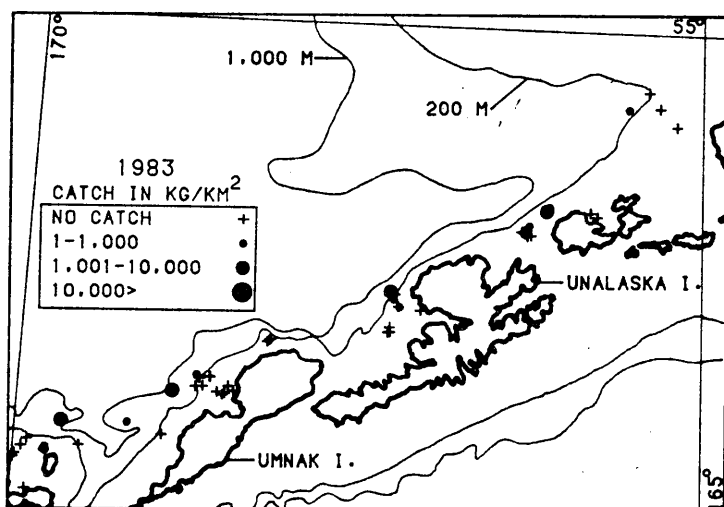 170°
55°
1.000 M
200 M
1983
CATCH IN KG/KM²
NO CATCH +
1-1.000
1.001-10.000
10.000>
UNALASKA I.
UMNAK I.
165°